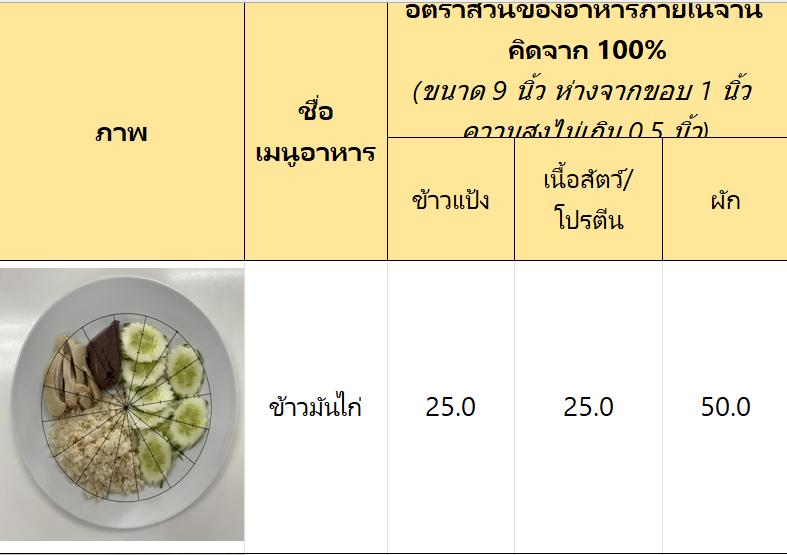 ภาพ
ชื่อ
เมนูอาหาร
อัตราส่วนของอาหารภายในจาน
คิดจาก 100%
(ขนาด 9 นิ้ว ห่างจากขอบ 1 นิ้ว
ความสูงไม่เกิน 0.5 นิ้ว)
ข้าวแป้ง
เนื้อสัตว์/
โปรตีน
ผัก
ข้าวมันไก่
25.0
25.0
50.0